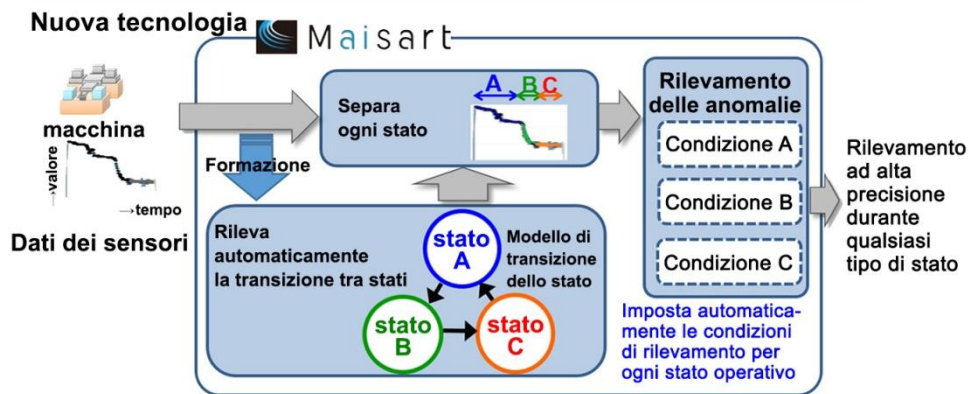 Nuova tecnologia
Maisart
macchina
→valore
→tempo
Dati dei sensori
Formazione
Separa
ogni stato
A B C
Rileva
automaticamente
la transizione tra stati
stato
A
stato
B
stato
C
Modello di
transizione
dello stato
Rilevamento
delle anomalie
Condizione A
Condizione B
Condizione C
Imposta automatica-
mente le condizioni
di rilevamento per
ogni stato operativo
Rilevamento
ad alta
precisione
durante
qualsiasi
tipo di stato